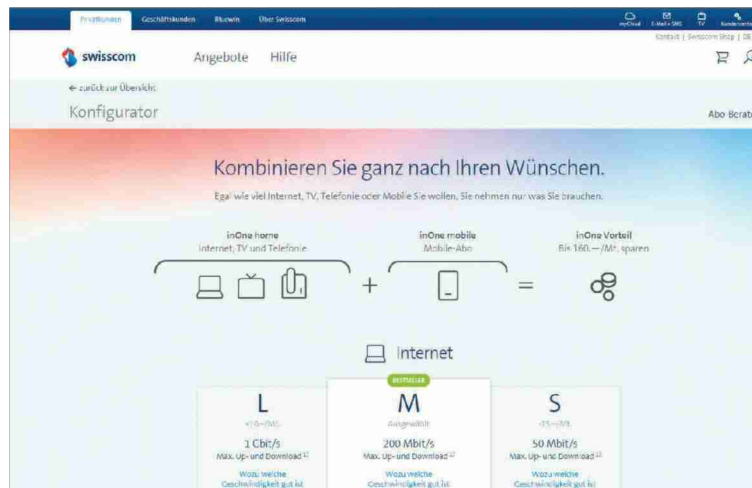 Privatkunden Geschäftskunden Bluewin Über Swisscom
myCloud E-Mail + SMS TV
Kontakt | Swisscom Shop | DE
swisscom Angebote Hilfe
← zurück zur Übersicht
Konfigurator Abo Berat
Kombinieren Sie ganz nach Ihren Wünschen.
Egal wie viel Internet, TV, Telefonie oder Mobile Sie wollen, Sie nehmen nur was Sie brauchen.
inOne home inOne mobile inOne Vorteil
Internet, TV und Telefonie Mobile-Abo Bis 160.—/Mt. sparen
+ =
Internet
BESTSELLER
L M S
Ausgewählt
1 Gbit/s 200 Mbit/s 50 Mbit/s
Max. Up- und Download Max. Up- und Download Max. Up- und Download
Wozu welche Wozu welche Wozu welche
Geschwindigkeit gut ist Geschwindigkeit gut ist Geschwindigkeit gut ist